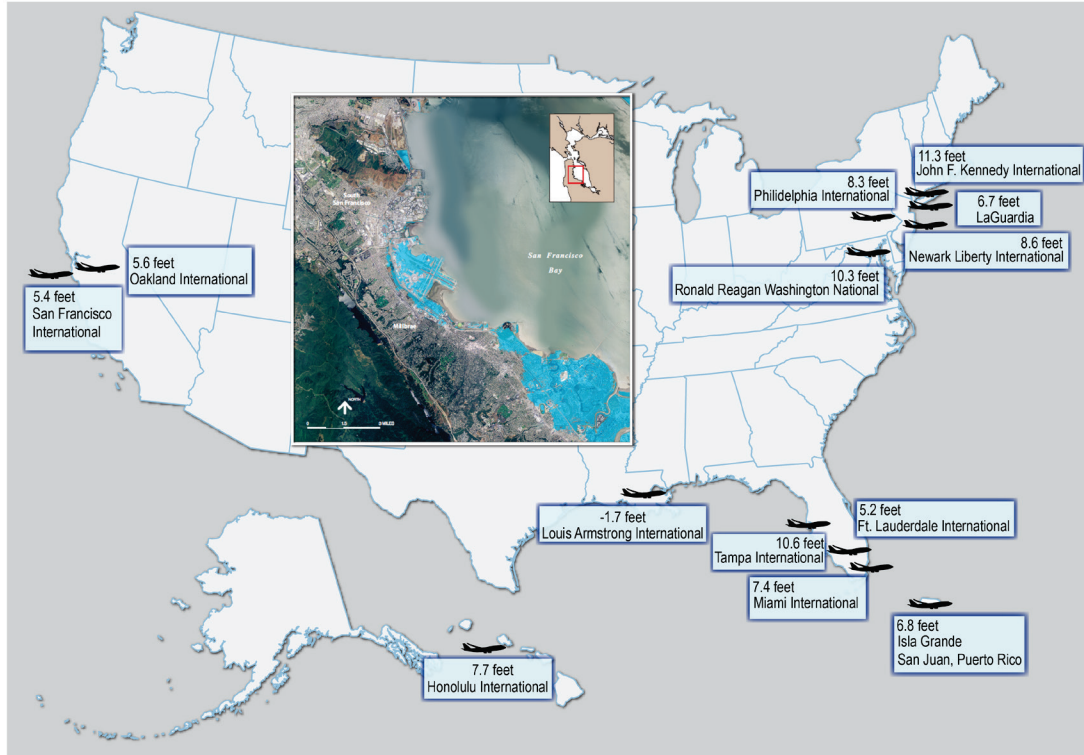 11.3 feet
John F. Kennedy International
8.3 feet
Philidelphia International
6.7 feet
LaGuardia
8.6 feet
Newark Liberty International
10.3 feet
Ronald Reagan Washington National
5.6 feet
Oakland International
5.4 feet
San Francisco
International
South
San Francisco
San Francisco
Bay
Millbrae
NORTH
0
MILES
-1.7 feet
Louis Armstrong International
5.2 feet
Ft. Lauderdale International
10.6 feet
Tampa International
7.4 feet
Miami International
6.8 feet
Isla Grande
San Juan, Puerto Rico
7.7 feet
Honolulu International